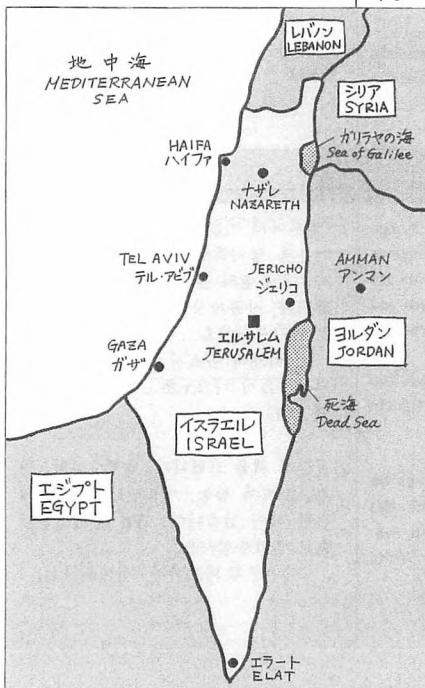 レバノン
LEBANON
地中海
MEDITERRANEAN
SEA
シリア
SYRIA
ガリラヤの海
Sea of Galilee
HAIFA
ハイファ
ナザレ
NAZARETH
TEL AVIV
テル・アビブ
JERICHO
ジェリコ
AMMAN
アンマン
エルサレム
JERUSALEM
ヨルダン
JORDAN
GAZA
ガザ
死海
Dead Sea
イスラエル
ISRAEL
エジプト
EGYPT
エラート
ELAT